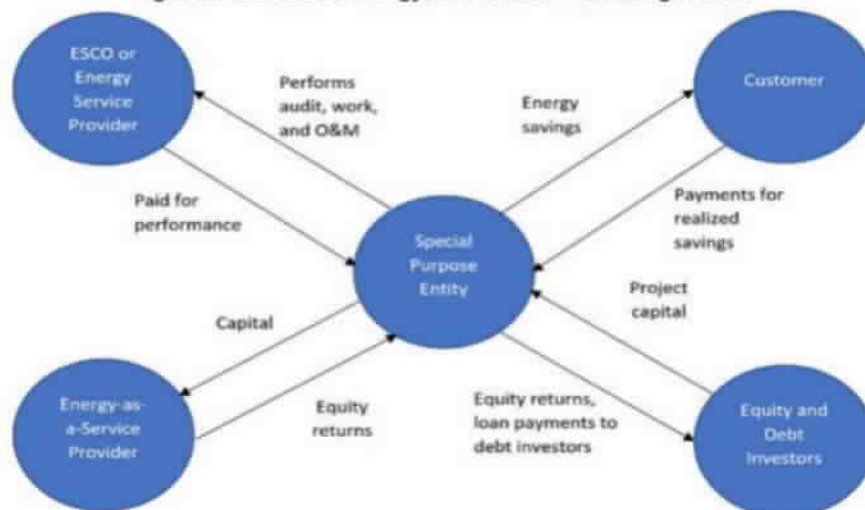 ESCO or
Energy
Service
Provider
Performs
audit, work,
and O&M
Energy
savings
Customer
Paid for
performance
Payments for
realized
savings
Special
Purpose
Entity
Capital
Project
capital
Energy-as-
a-Service
Provider
Equity
returns
Equity returns,
loan payments to
debt investors
Equity and
Debt
Investors